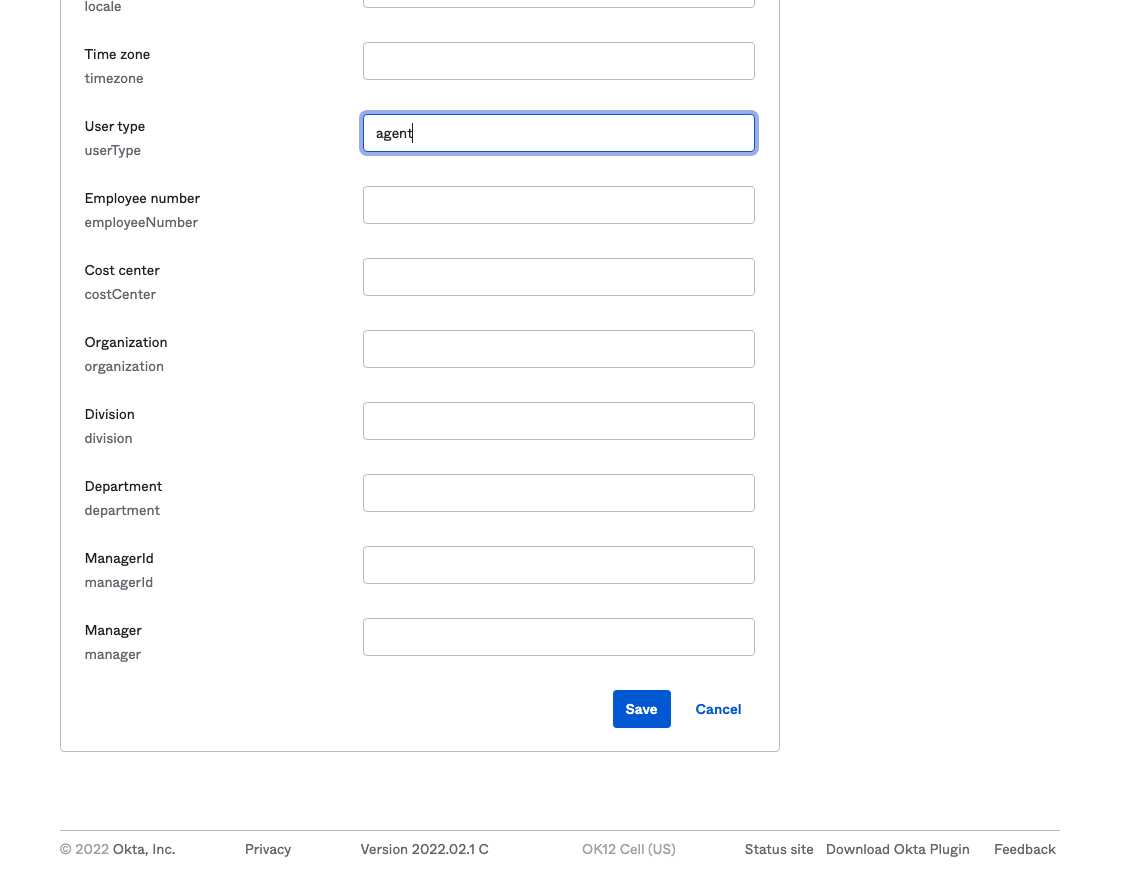 locale
Time zone
timezone
User type
userType
agent
Employee number
employeeNumber
Cost center
costCenter
Organization
organization
Division
division
Department
department
ManagerId
managerId
Manager
manager
Save Cancel
© 2022 Okta, Inc. Privacy Version 2022.02.1 C OK12 Cell (US) Status site Download Okta Plugin Feedback